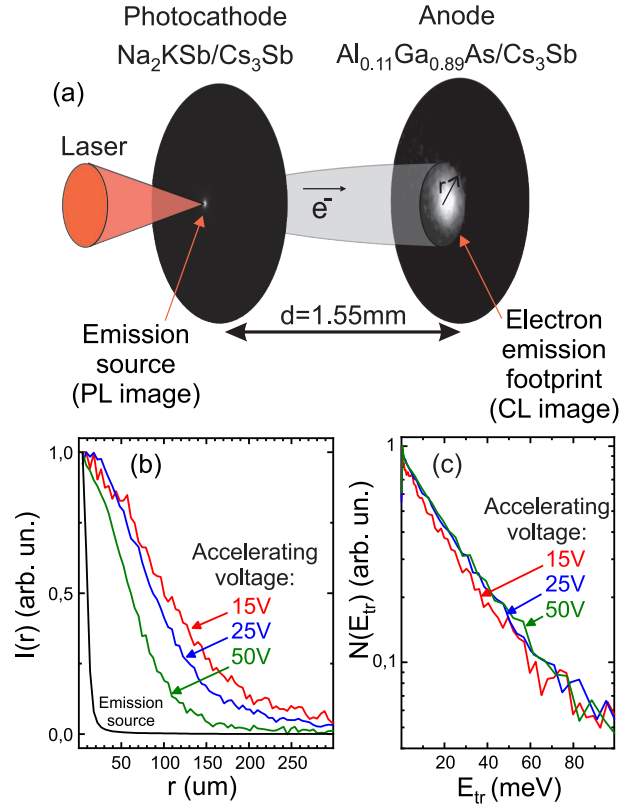 Photocathode
Na₂KSb/Cs₃Sb
Anode
Al₀.₁₁Ga₀.₈₉As/Cs₃Sb
(a)
Laser
e⁻
r
d=1.55mm
Emission
source
(PL image)
Electron
emission
footprint
(CL image)
(b)
I(r) (arb. un.)
1,0
0,5
0,0
Accelerating
voltage:
15V
25V
50V
Emission
source
50 100 150 200 250
r (um)
(c)
N(Eₜᵣ) (arb. un.)
1
0,1
Accelerating
voltage:
15V
25V
50V
0 20 40 60 80
Eₜᵣ (meV)